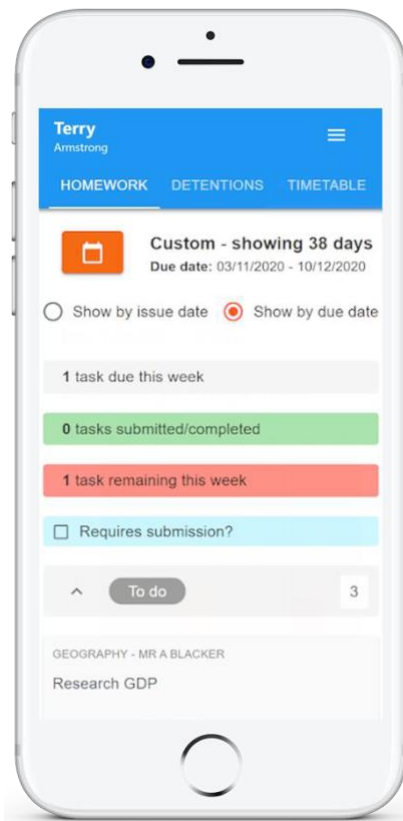 Terry
Armstrong
HOMEWORK DETENTIONS TIMETABLE
Custom - showing 38 days
Due date: 03/11/2020 - 10/12/2020
Show by issue date Show by due date
1 task due this week
0 tasks submitted/completed
1 task remaining this week
Requires submission?
To do 3
GEOGRAPHY - MR A BLACKER
Research GDP